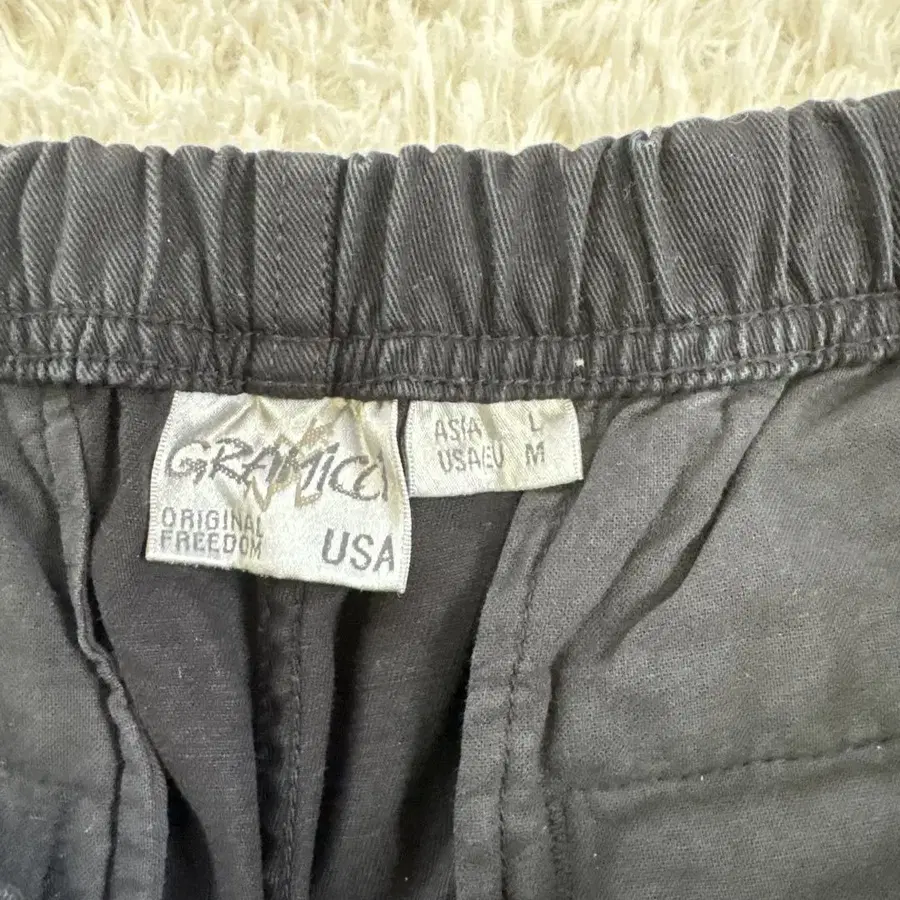 GRAMICCI
ORIGINAL
FREEDOM
USA
ASIA L
USA/EU M